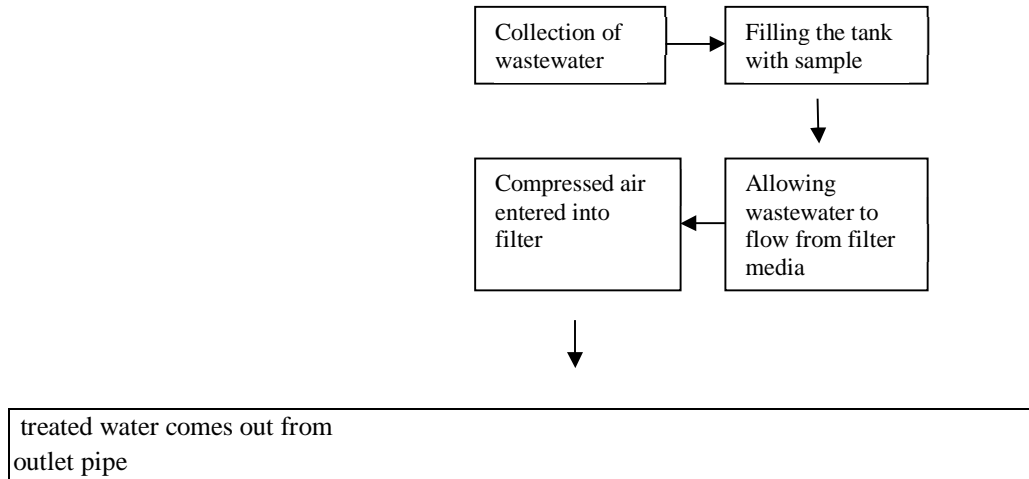 Collection of
wastewater
Filling the tank
with sample
Allowing
wastewater to
flow from filter
media
Compressed air
entered into
filter
treated water comes out from
outlet pipe